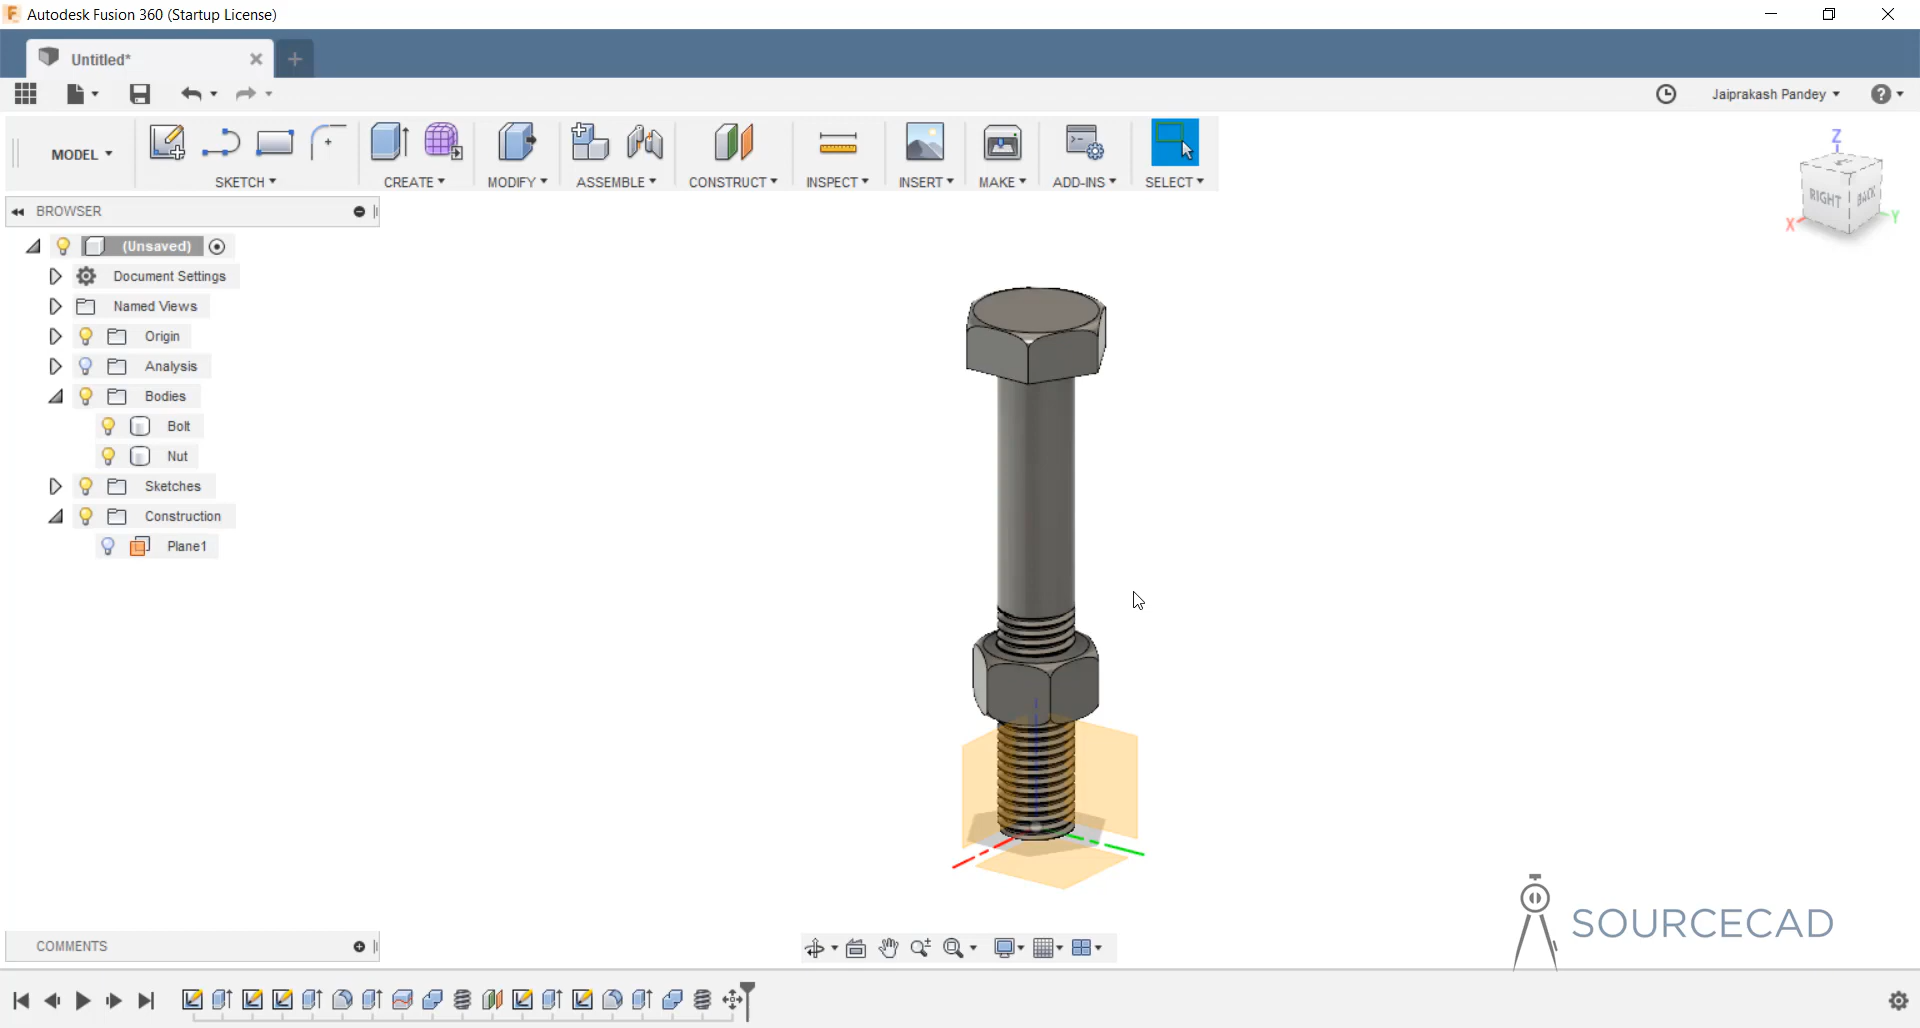 Autodesk Fusion 360 (Startup License)
Untitled*
Jaiprakash Pandey
MODEL
SKETCH
CREATE
MODIFY
ASSEMBLE
CONSTRUCT
INSPECT
INSERT
MAKE
ADD-INS
SELECT
BROWSER
(Unsaved)
Document Settings
Named Views
Origin
Analysis
Bodies
Bolt
Nut
Sketches
Construction
Plane1
Z
RIGHT
BACK
X
Y
SOURCECAD
COMMENTS